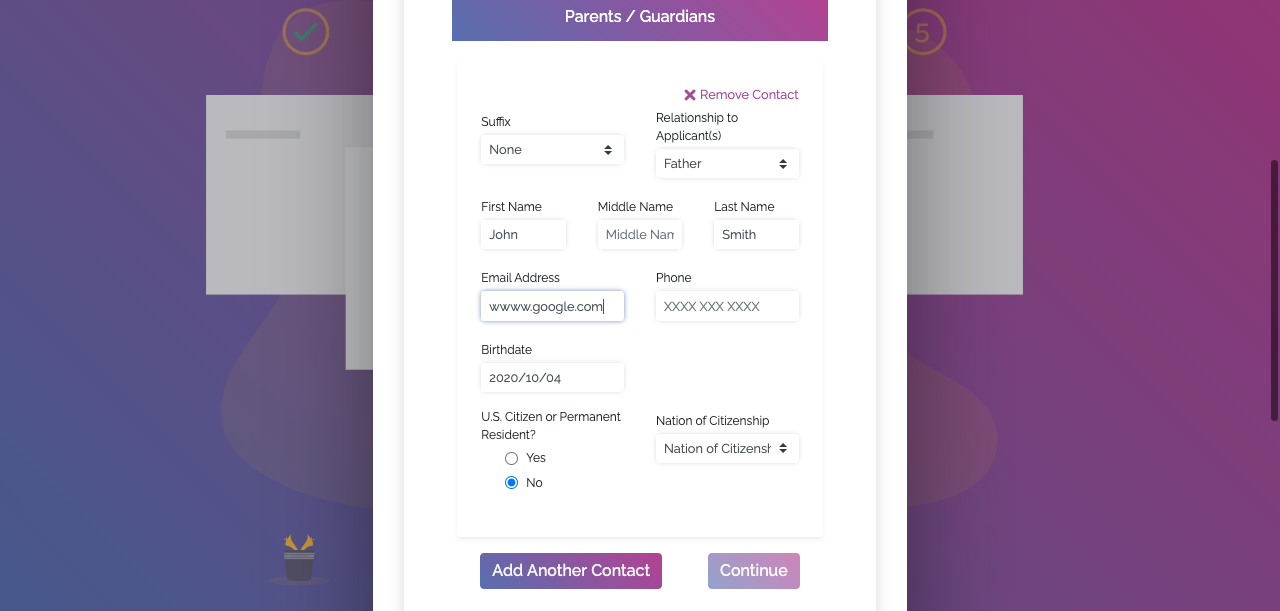 Parents / Guardians
5
Remove Contact
Suffix
Relationship to
Applicant(s)
None
Father
First Name
Middle Name
Last Name
John
Middle Nam
Smith
Email Address
Phone
wwww.google.com
XXXX XXX XXXX
Birthdate
2020/10/04
U.S. Citizen or Permanent
Resident?
Nation of Citizenship
Nation of Citizensh
Yes
No
Add Another Contact
Continue